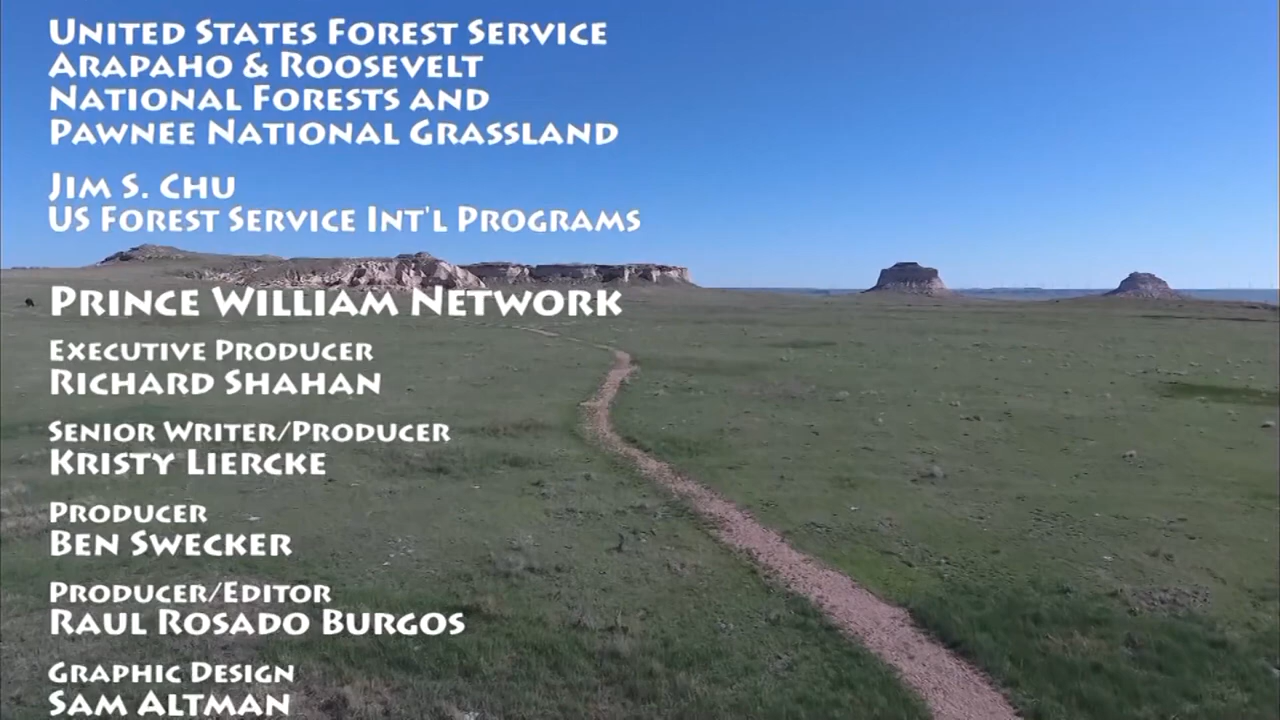 United States Forest Service
Arapaho & Roosevelt
National Forests and
Pawnee National Grassland
Jim S. Chu
US Forest Service Int'l Programs
Prince William Network
Executive Producer
Richard Shahan
Senior Writer/Producer
Kristy Liercke
Producer
Ben Swecker
Producer/Editor
Raul Rosado Burgos
Graphic Design
Sam Altman